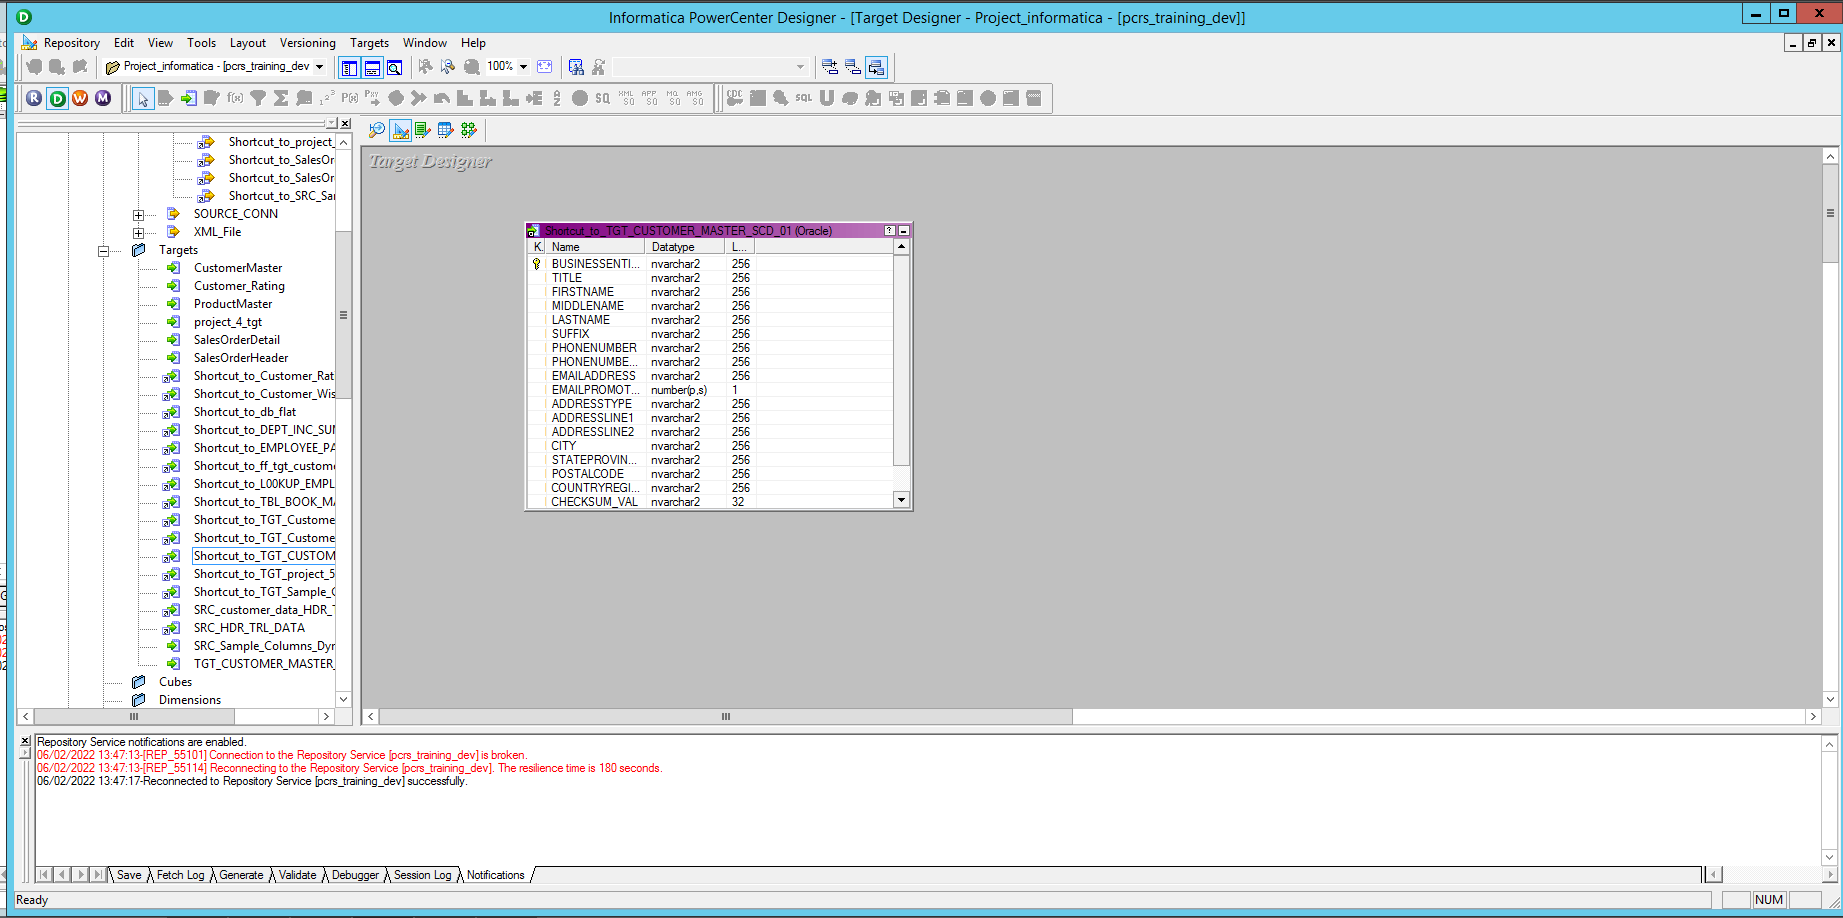 Informatica PowerCenter Designer - [Target Designer - Project_informatica - [pcrs_training_dev]]
Repository Edit View Tools Layout Versioning Targets Window Help
Project_informatica - [pcrs_training_dev
100%
R D W M
f(x) P(x) SQ SQL
Shortcut_to_project_
Shortcut_to_SalesOr
Shortcut_to_SalesOr
Shortcut_to_SRC_Sa
SOURCE_CONN
XML_File
Targets
CustomerMaster
Customer_Rating
ProductMaster
project_4_tgt
SalesOrderDetail
SalesOrderHeader
Shortcut_to_Customer_Rat
Shortcut_to_Customer_Wis
Shortcut_to_db_flat
Shortcut_to_DEPT_INC_SU
Shortcut_to_EMPLOYEE_PA
Shortcut_to_ff_tgt_custome
Shortcut_to_L00KUP_EMPL
Shortcut_to_TBL_BOOK_M
Shortcut_to_TGT_Custome
Shortcut_to_TGT_Custome
Shortcut_to_TGT_CUSTOM
Shortcut_to_TGT_project_5
Shortcut_to_TGT_Sample_C
SRC_customer_data_HDR_T
SRC_HDR_TRL_DATA
SRC_Sample_Columns_Dyr
TGT_CUSTOMER_MASTER_
Cubes
Dimensions
Target Designer
Shortcut_to_TGT_CUSTOMER_MASTER_SCD_01 (Oracle)
K. Name Datatype L...
BUSINESSENTI... nvarchar2 256
TITLE nvarchar2 256
FIRSTNAME nvarchar2 256
MIDDLENAME nvarchar2 256
LASTNAME nvarchar2 256
SUFFIX nvarchar2 256
PHONENUMBER nvarchar2 256
PHONENUMBE... nvarchar2 256
EMAILADDRESS nvarchar2 256
EMAILPROMOT... number(p,s) 1
ADDRESSTYPE nvarchar2 256
ADDRESSLINE1 nvarchar2 256
ADDRESSLINE2 nvarchar2 256
CITY nvarchar2 256
STATEPROVIN... nvarchar2 256
POSTALCODE nvarchar2 256
COUNTRYREGI... nvarchar2 256
CHECKSUM_VAL nvarchar2 32
Repository Service notifications are enabled.
06/02/2022 13:47:13-[REP_55101] Connection to the Repository Service [pcrs_training_dev] is broken.
06/02/2022 13:47:13-[REP_55114] Reconnecting to the Repository Service [pcrs_training_dev]. The resilience time is 180 seconds.
06/02/2022 13:47:17-Reconnected to Repository Service [pcrs_training_dev] successfully.
Save Fetch Log Generate Validate Debugger Session Log Notifications
Ready NUM